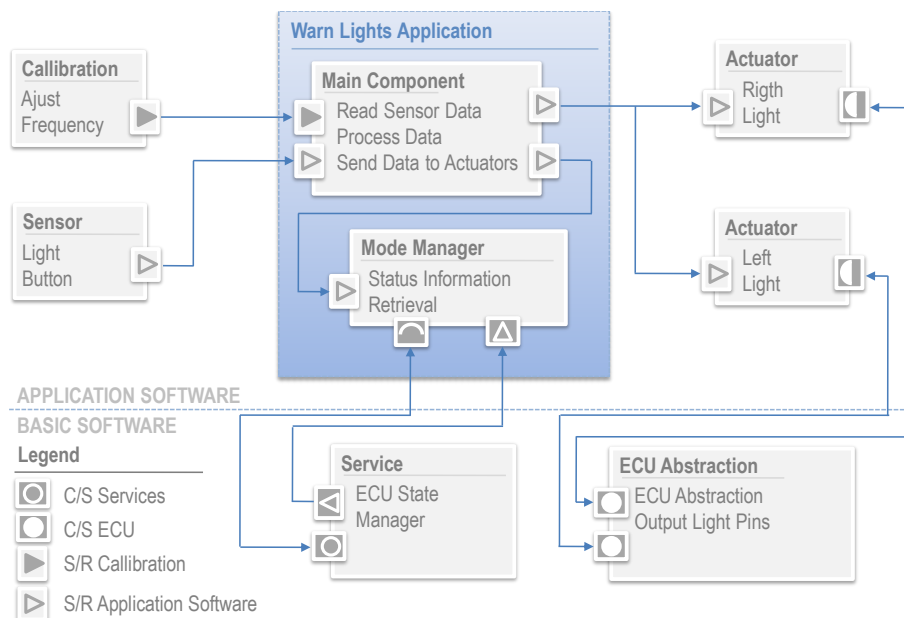 Warn Lights Application
Callibration
Ajust
Frequency
Main Component
Read Sensor Data
Process Data
Send Data to Actuators
Actuator
Rigth
Light
Sensor
Light
Button
Mode Manager
Status Information
Retrieval
Actuator
Left
Light
APPLICATION SOFTWARE
BASIC SOFTWARE
Legend
C/S Services
C/S ECU
S/R Callibration
S/R Application Software
Service
ECU State
Manager
ECU Abstraction
ECU Abstraction
Output Light Pins